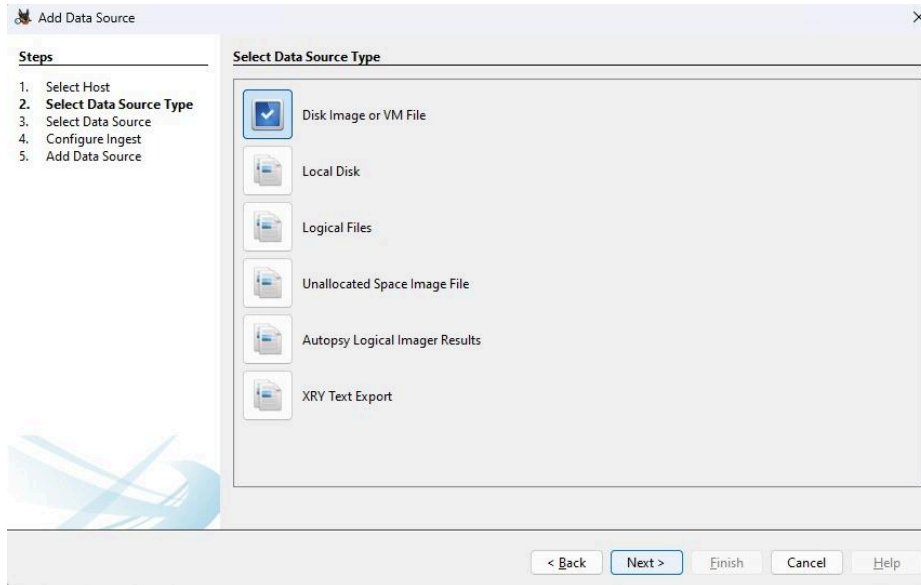 Add Data Source
Steps
1. Select Host
2. Select Data Source Type
3. Select Data Source
4. Configure Ingest
5. Add Data Source
Select Data Source Type
Disk Image or VM File
Local Disk
Logical Files
Unallocated Space Image File
Autopsy Logical Imager Results
XRY Text Export
< Back Next > Finish Cancel Help